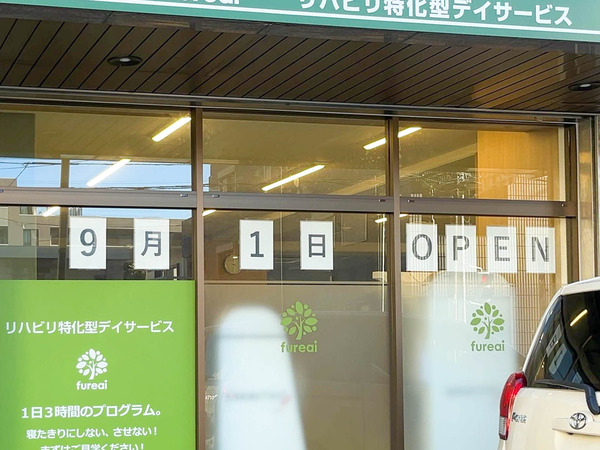 fureai
リハビリ特化型デイサービス
9月 1日 OPEN
リハビリ特化型デイサービス
fureai
1日3時間のプログラム。
寝たきりにしない、させない!
まずはご見学ください!
fureai
fureai